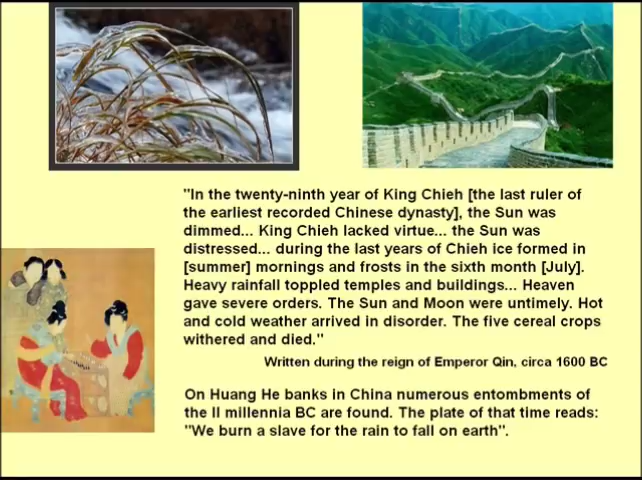 "In the twenty-ninth year of King Chieh [the last ruler of
the earliest recorded Chinese dynasty], the Sun was
dimmed... King Chieh lacked virtue... the Sun was
distressed... during the last years of Chieh ice formed in
[summer] mornings and frosts in the sixth month [July].
Heavy rainfall toppled temples and buildings... Heaven
gave severe orders. The Sun and Moon were untimely. Hot
and cold weather arrived in disorder. The five cereal crops
withered and died."
Written during the reign of Emperor Qin, circa 1600 BC
On Huang He banks in China numerous entombments of
the II millennia BC are found. The plate of that time reads:
"We burn a slave for the rain to fall on earth".